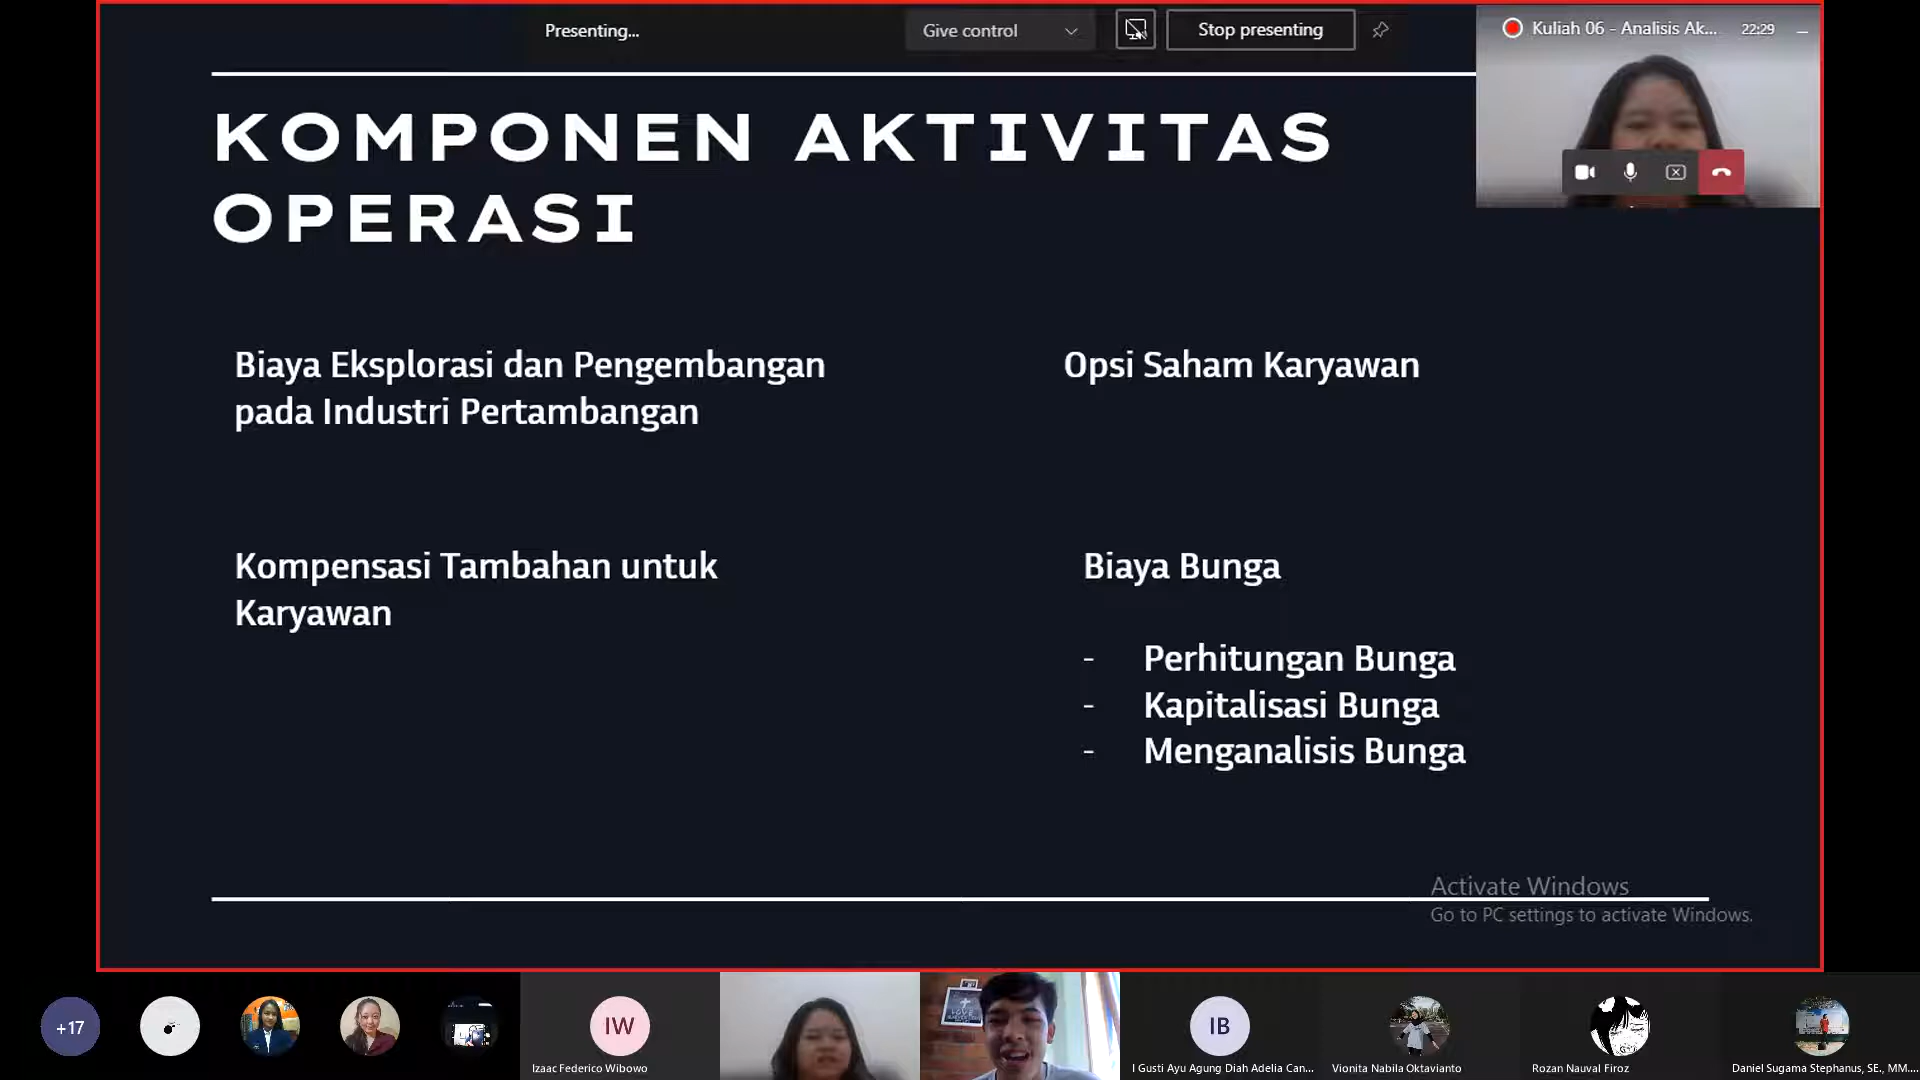 Presenting...
Give control
Stop presenting
Kuliah 06 - Analisis Ak...
22:29
KOMPONEN AKTIVITAS
OPERASI
Biaya Eksplorasi dan Pengembangan
pada Industri Pertambangan
Opsi Saham Karyawan
Kompensasi Tambahan untuk
Karyawan
Biaya Bunga
- Perhitungan Bunga
- Kapitalisasi Bunga
- Menganalisis Bunga
Activate Windows
Go to PC settings to activate Windows.
+17
IW
IB
Izaac Federico Wibowo
I Gusti Ayu Agung Diah Adelia Can...
Vionita Nabila Oktavianto
Rozan Nauval Firoz
Daniel Sugama Stephanus, SE., MM....